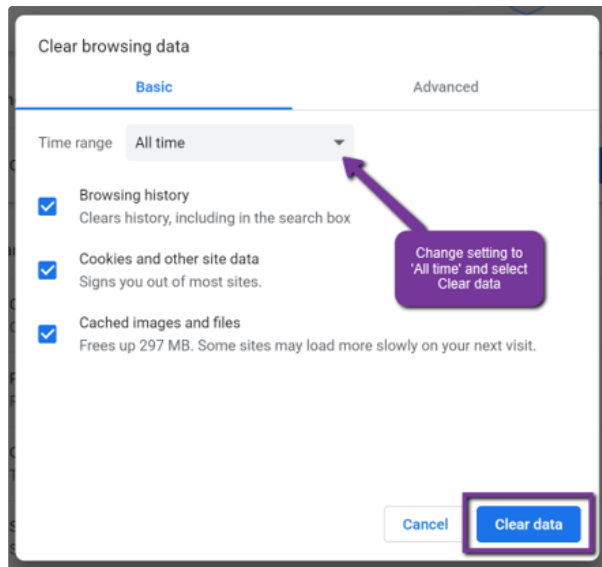 Clear browsing data
Basic
Advanced
Time range
All time
Browsing history
Clears history, including in the search box
Cookies and other site data
Signs you out of most sites.
Change setting to
'All time' and select
Clear data
Cached images and files
Frees up 297 MB. Some sites may load more slowly on your next visit.
Cancel
Clear data